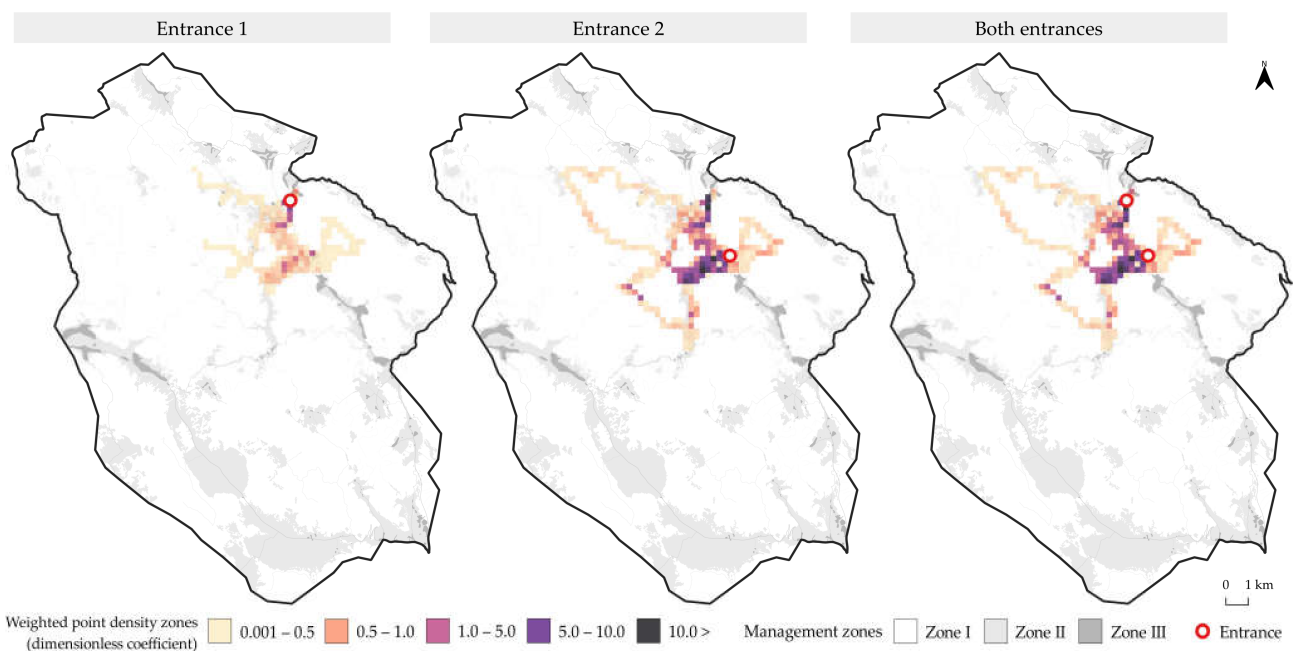 Entrance 1
Entrance 2
Both entrances
N
0 1 km
Weighted point density zones
(dimensionless coefficient)
0.001 – 0.5
0.5 – 1.0
1.0 – 5.0
5.0 – 10.0
10.0 >
Management zones
Zone I
Zone II
Zone III
Entrance